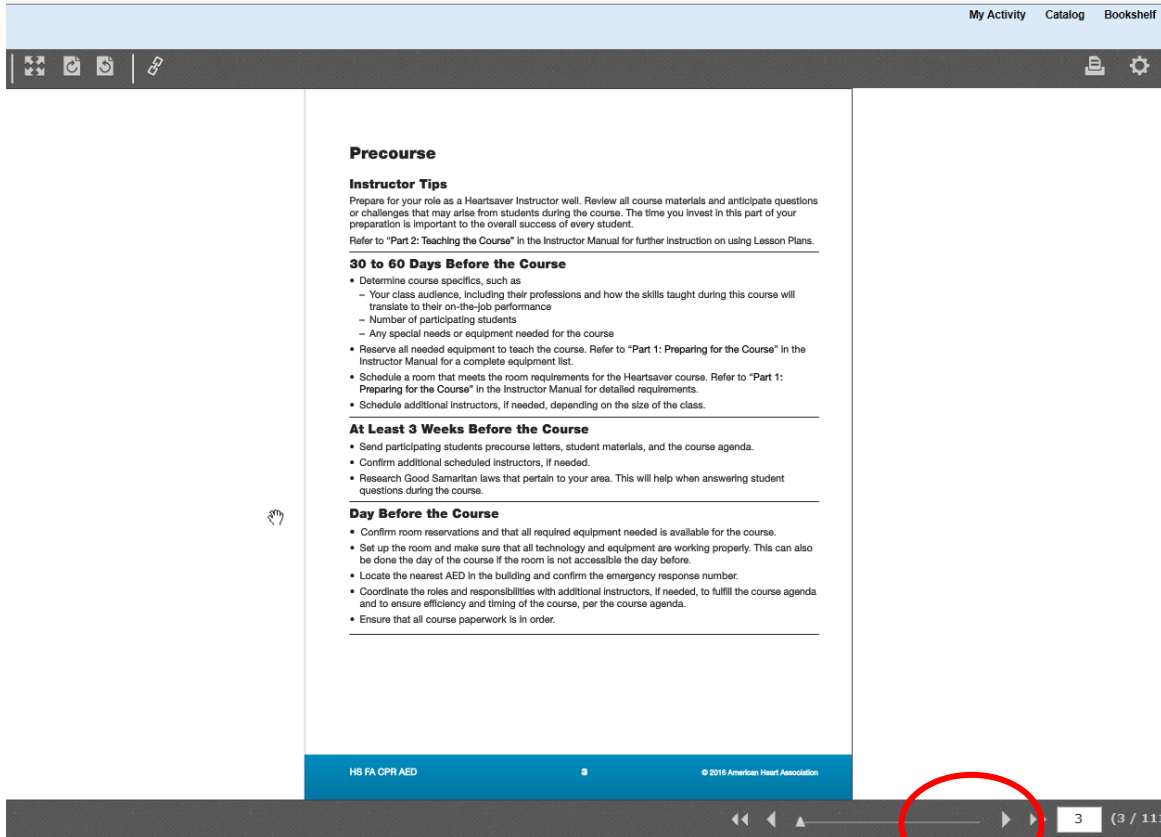 My Activity Catalog Bookshelf
Precourse
Instructor Tips
Prepare for your role as a Heartsaver Instructor well. Review all course materials and anticipate questions
or challenges that may arise from students during the course. The time you invest in this part of your
preparation is important to the overall success of every student.
Refer to "Part 2: Teaching the Course" in the Instructor Manual for further instruction on using Lesson Plans.
30 to 60 Days Before the Course
• Determine course specifics, such as
– Your class audience, including their professions and how the skills taught during this course will
translate to their on-the-job performance
– Number of participating students
– Any special needs or equipment needed for the course
• Reserve all needed equipment to teach the course. Refer to "Part 1: Preparing for the Course" in the
Instructor Manual for a complete equipment list.
• Schedule a room that meets the room requirements for the Heartsaver course. Refer to "Part 1:
Preparing for the Course" in the Instructor Manual for detailed requirements.
• Schedule additional instructors, if needed, depending on the size of the class.
At Least 3 Weeks Before the Course
• Send participating students precourse letters, student materials, and the course agenda.
• Confirm additional scheduled instructors, if needed.
• Research Good Samaritan laws that pertain to your area. This will help when answering student
questions during the course.
Day Before the Course
• Confirm room reservations and that all required equipment needed is available for the course.
• Set up the room and make sure that all technology and equipment are working properly. This can also
be done the day of the course if the room is not accessible the day before.
• Locate the nearest AED in the building and confirm the emergency response number.
• Coordinate the roles and responsibilities with additional instructors, if needed, to fulfill the course agenda
and to ensure efficiency and timing of the course, per the course agenda.
• Ensure that all course paperwork is in order.
HS FA CPR AED 3 © 2016 American Heart Association
3 (3 / 111